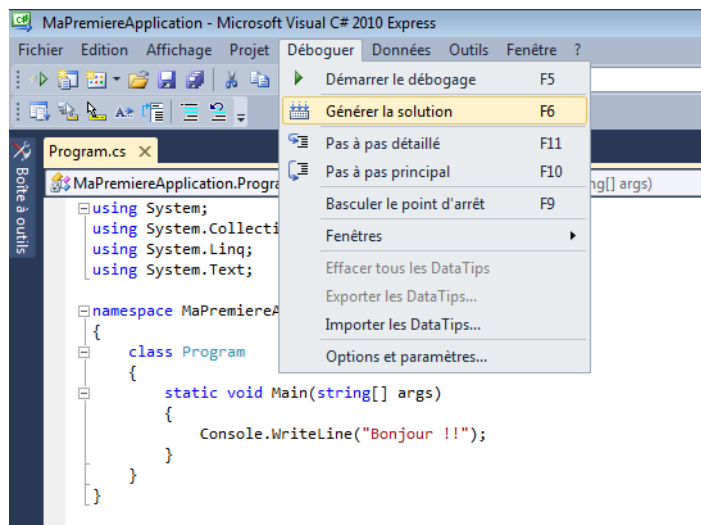 MaPremiereApplication - Microsoft Visual C# 2010 Express
Fichier Edition Affichage Projet Déboguer Données Outils Fenêtre ?
Démarrer le débogage F5
Générer la solution F6
Pas à pas détaillé F11
Pas à pas principal F10
Basculer le point d'arrêt F9
Fenêtres
Effacer tous les DataTips
Exporter les DataTips...
Importer les DataTips...
Options et paramètres...
Boîte à outils
Program.cs
MaPremiereApplication.Progra
ng[] args)
using System;
using System.Collecti
using System.Linq;
using System.Text;
namespace MaPremiereA
{
class Program
{
static void Main(string[] args)
{
Console.WriteLine("Bonjour !!");
}
}
}